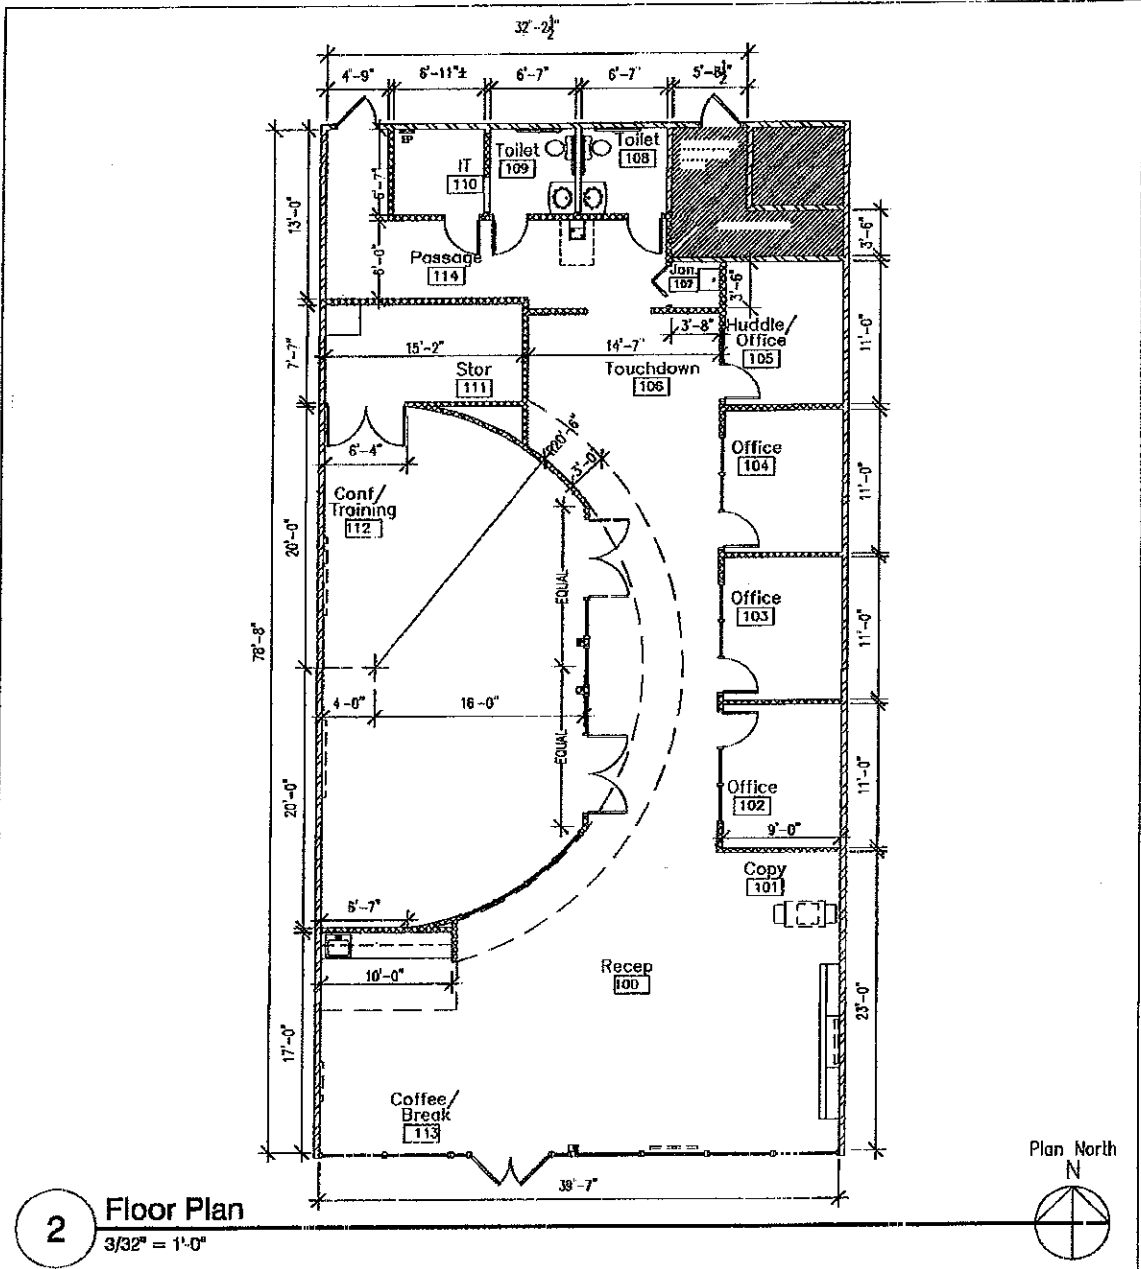 32'-2½"
4'-9"
6'-11"±
6'-7"
6'-7"
5'-8½"
EP
Toilet
109
Toilet
108
IT
110
6'-7"
13'-0"
6'-0"
3'-6"
Passage
114
Jan.
107
3'-6"
3'-8"
Huddle/
Office
105
11'-0"
7'-7"
15'-2"
14'-7"
Stor
111
Touchdown
106
6'-4"
R20'-6"
3'-0"
Office
104
11'-0"
Conf/
Training
112
20'-0"
EQUAL
Office
103
11'-0"
78'-8"
4'-0"
16'-0"
EQUAL
Office
102
11'-0"
20'-0"
9'-0"
Copy
101
6'-7"
10'-0"
Recep
100
23'-0"
17'-0"
Coffee/
Break
113
39'-7"
Plan North
N
2
Floor Plan
3/32" = 1'-0"